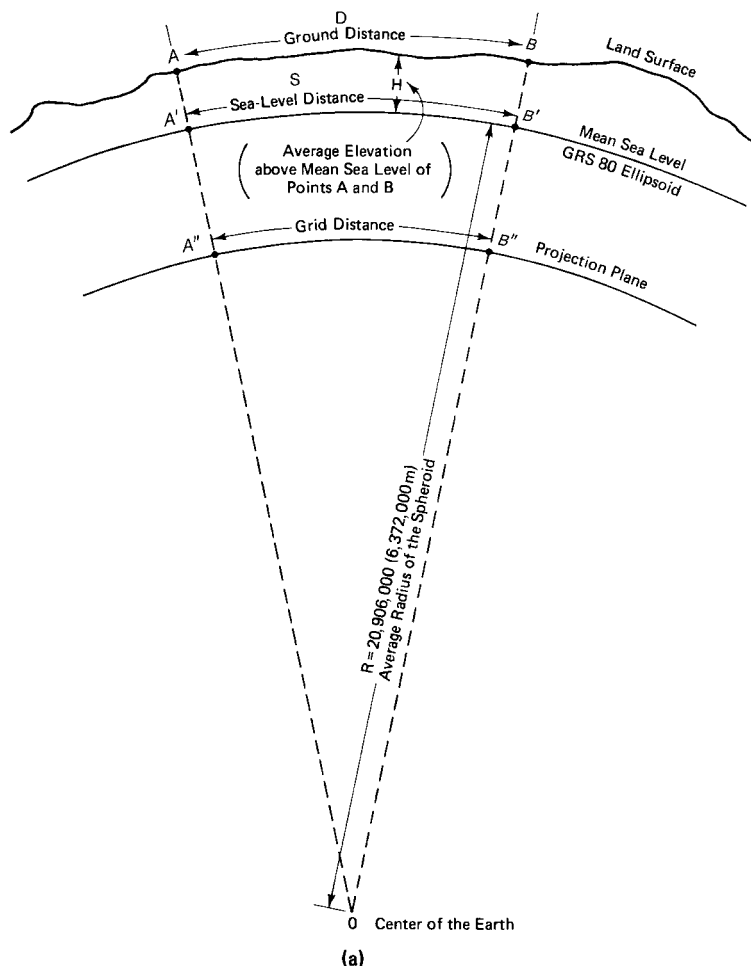 D
Ground Distance
A
B
Land Surface
H
S
Sea-Level Distance
A'
B'
Mean Sea Level
GRS 80 Ellipsoid
( Average Elevation
above Mean Sea Level of
Points A and B )
Grid Distance
A"
B"
Projection Plane
R = 20,906,000 (6,372,000m)
Average Radius of the Spheroid
0 Center of the Earth
(a)